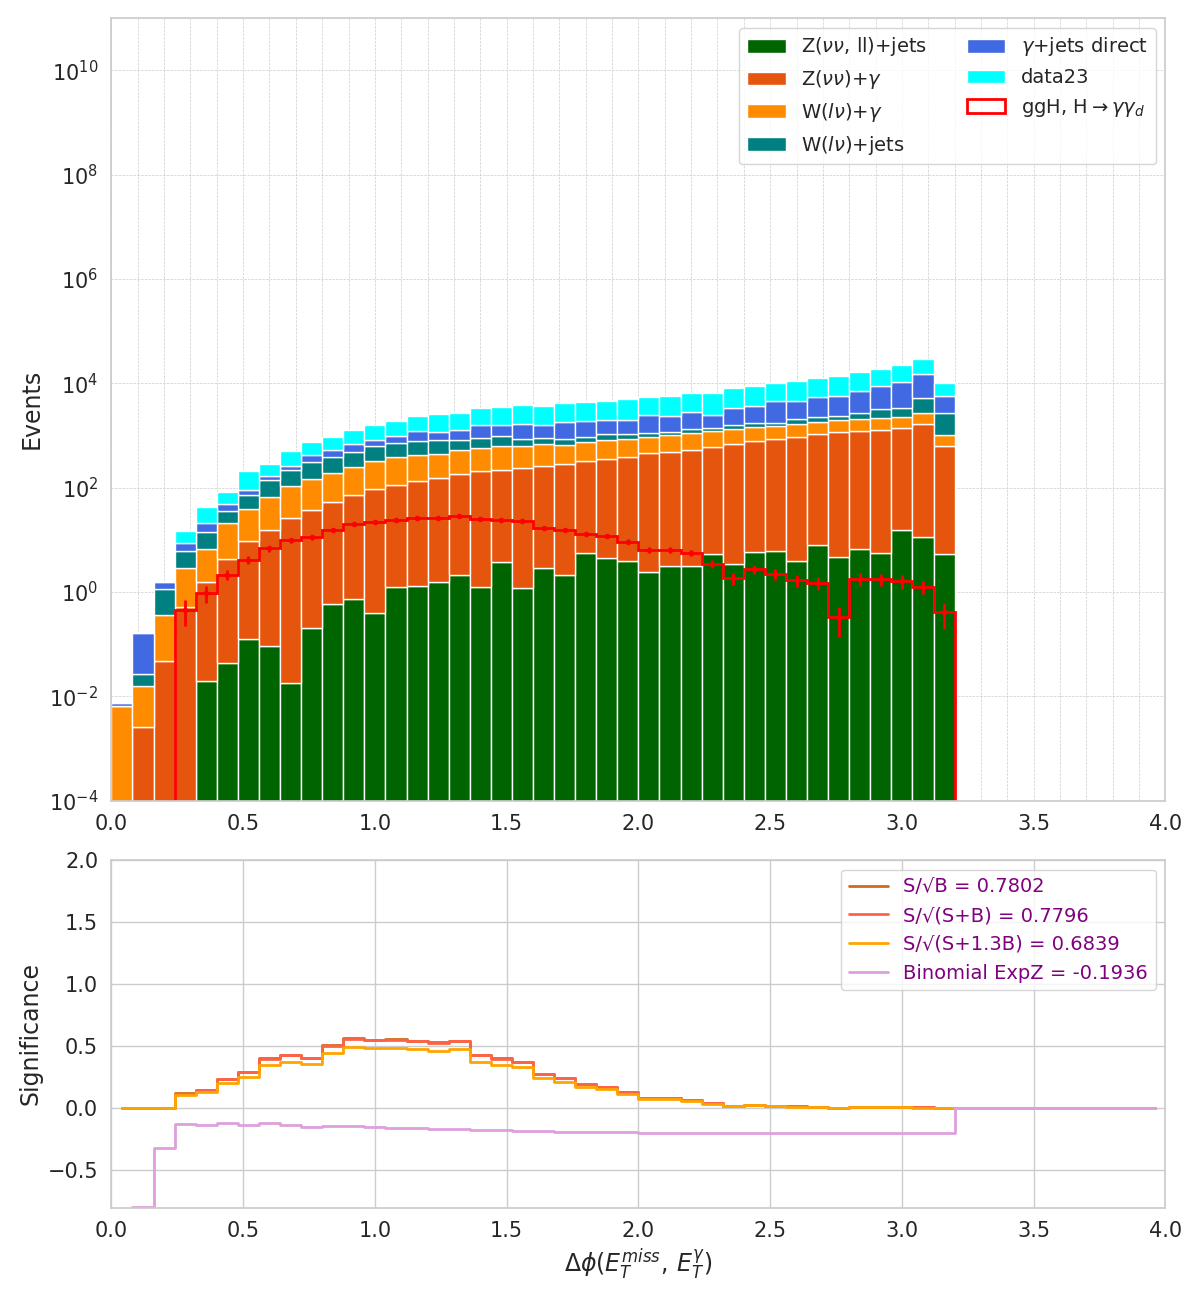 Events
10^10
10^8
10^6
10^4
10^2
10^0
10^−2
10^−4
Z(νν, ll)+jets
Z(νν)+γ
W(lν)+γ
W(lν)+jets
γ+jets direct
data23
ggH, H→γγ_d
0.0 0.5 1.0 1.5 2.0 2.5 3.0 3.5 4.0
Significance
2.0
1.5
1.0
0.5
0.0
−0.5
S/√B = 0.7802
S/√(S+B) = 0.7796
S/√(S+1.3B) = 0.6839
Binomial ExpZ = -0.1936
0.0 0.5 1.0 1.5 2.0 2.5 3.0 3.5 4.0
Δϕ(E_T^miss, E_T^γ)